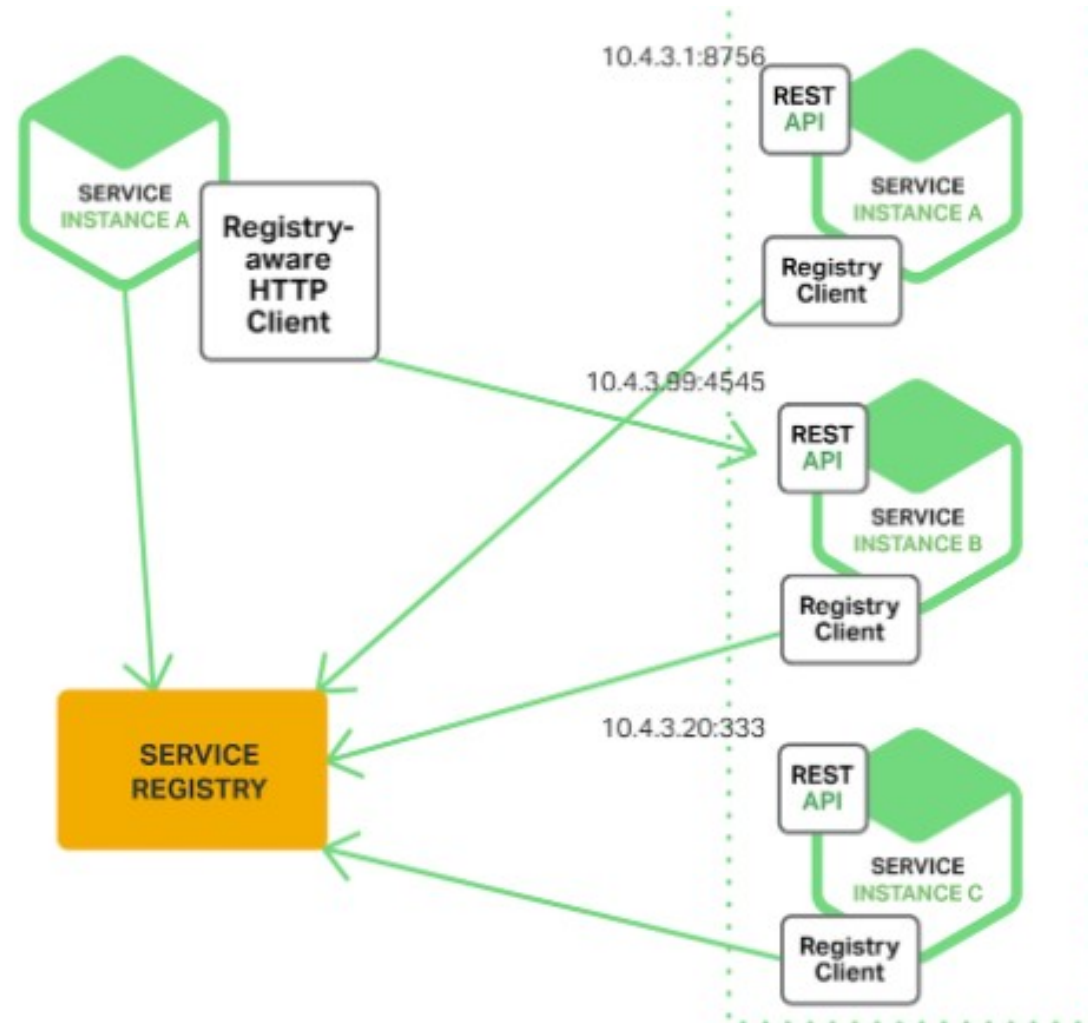 SERVICE
INSTANCE A
Registry-
aware
HTTP
Client
10.4.3.1:8756
REST
API
SERVICE
INSTANCE A
Registry
Client
10.4.3.99:4545
REST
API
SERVICE
INSTANCE B
Registry
Client
SERVICE
REGISTRY
10.4.3.20:333
REST
API
SERVICE
INSTANCE C
Registry
Client